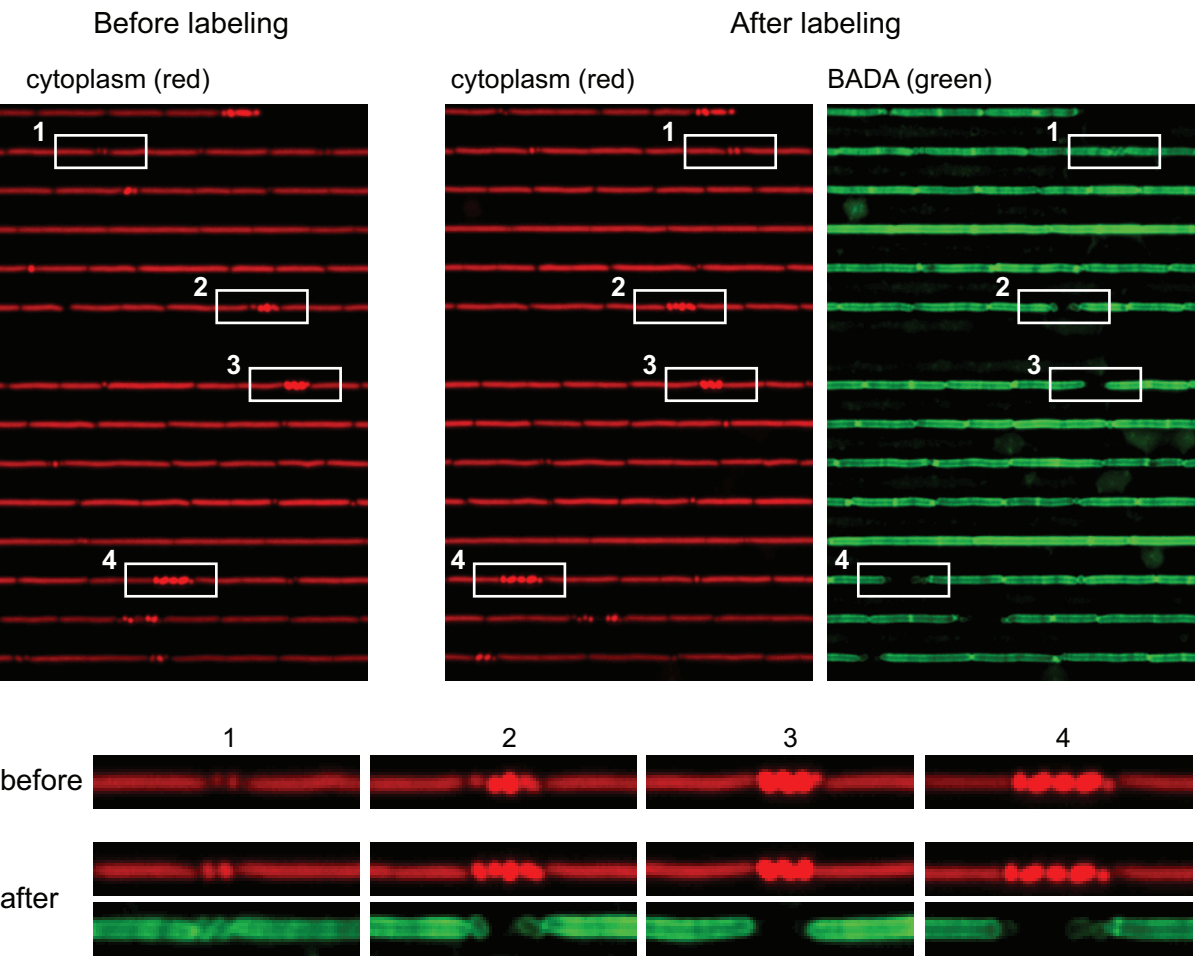 Before labeling
After labeling
cytoplasm (red)
cytoplasm (red)
BADA (green)
1
1
1
2
2
2
3
3
3
4
4
4
1
2
3
4
before
after